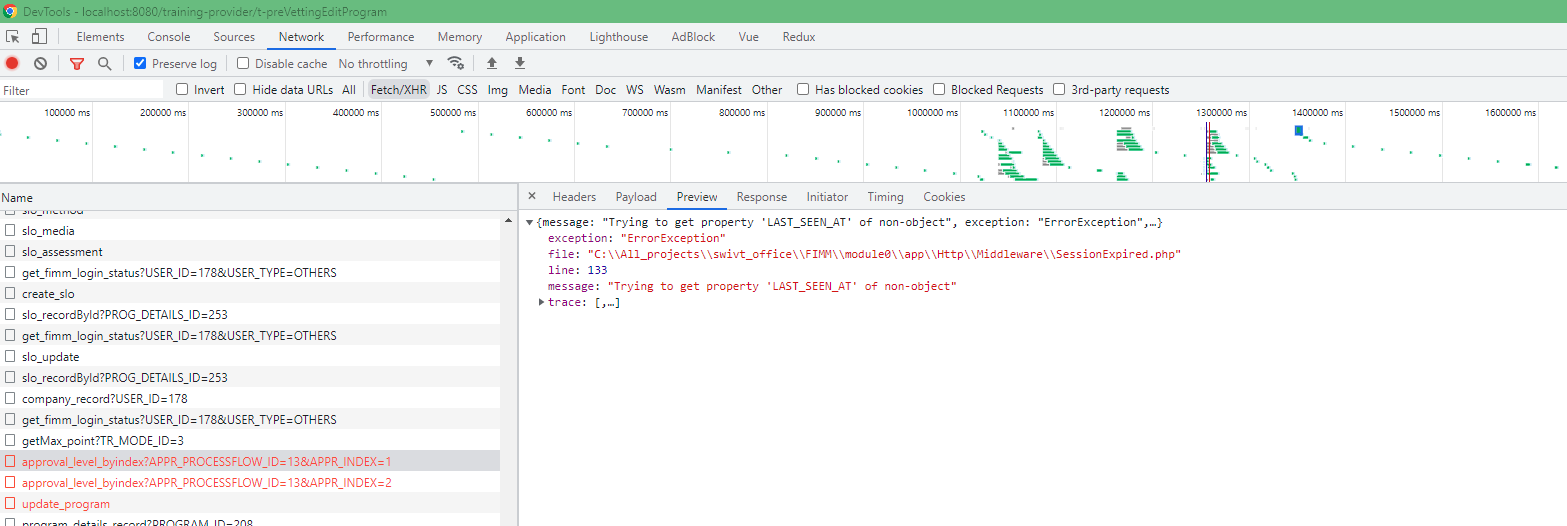 DevTools - localhost:8080/training-provider/t-preVettingEditProgram
Elements Console Sources Network Performance Memory Application Lighthouse AdBlock Vue Redux
Preserve log Disable cache No throttling
Filter Invert Hide data URLs All Fetch/XHR JS CSS Img Media Font Doc WS Wasm Manifest Other Has blocked cookies Blocked Requests 3rd-party requests
100000 ms 200000 ms 300000 ms 400000 ms 500000 ms 600000 ms 700000 ms 800000 ms 900000 ms 1000000 ms 1100000 ms 1200000 ms 1300000 ms 1400000 ms 1500000 ms 1600000 ms
Name
slo_method
slo_media
slo_assessment
get_fimm_login_status?USER_ID=178&USER_TYPE=OTHERS
create_slo
slo_recordById?PROG_DETAILS_ID=253
get_fimm_login_status?USER_ID=178&USER_TYPE=OTHERS
slo_update
slo_recordById?PROG_DETAILS_ID=253
company_record?USER_ID=178
get_fimm_login_status?USER_ID=178&USER_TYPE=OTHERS
getMax_point?TR_MODE_ID=3
approval_level_byindex?APPR_PROCESSFLOW_ID=13&APPR_INDEX=1
approval_level_byindex?APPR_PROCESSFLOW_ID=13&APPR_INDEX=2
update_program
program_details_record?PROGRAM_ID=208
× Headers Payload Preview Response Initiator Timing Cookies
{message: "Trying to get property 'LAST_SEEN_AT' of non-object", exception: "ErrorException",…}
exception: "ErrorException"
file: "C:\\All_projects\\swivt_office\\FIMM\\module0\\app\\Http\\Middleware\\SessionExpired.php"
line: 133
message: "Trying to get property 'LAST_SEEN_AT' of non-object"
trace: [,…]